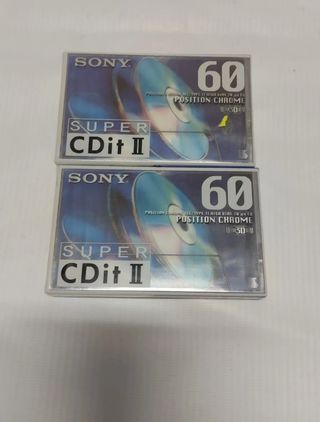 SONY
60
POSITION CHROME
SUPER
CDit II
SONY
60
POSITION CHROME
SUPER
CDit II